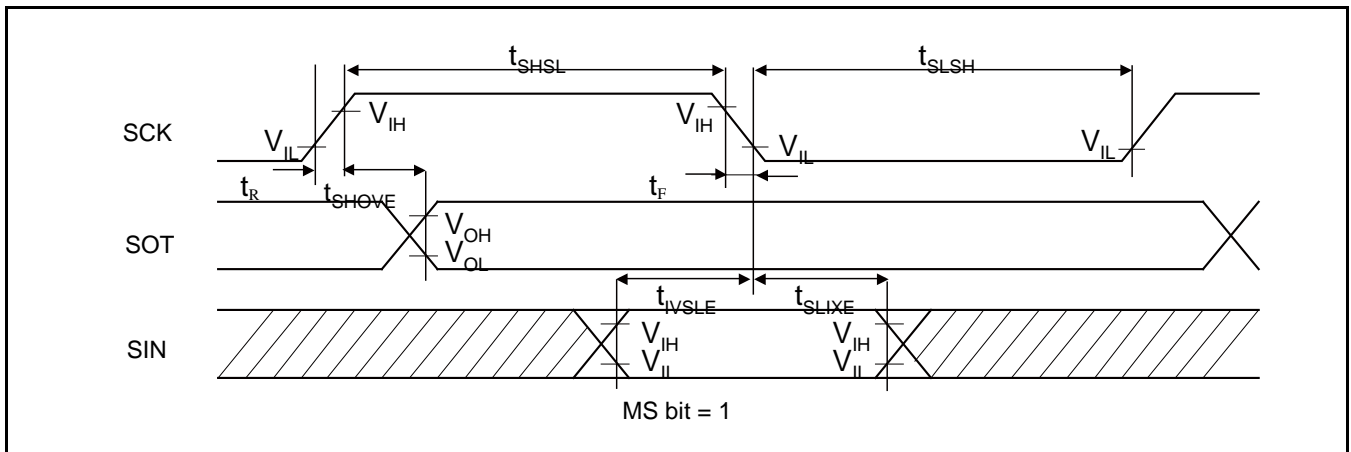 tSHSL
tSLSH
SCK
VIH
VIH
VIL
VIL
VIL
tR
tSHOVE
tF
SOT
VOH
VOL
tIVSLE
tSLIXE
SIN
VIH
VIH
VIL
VIL
MS bit = 1